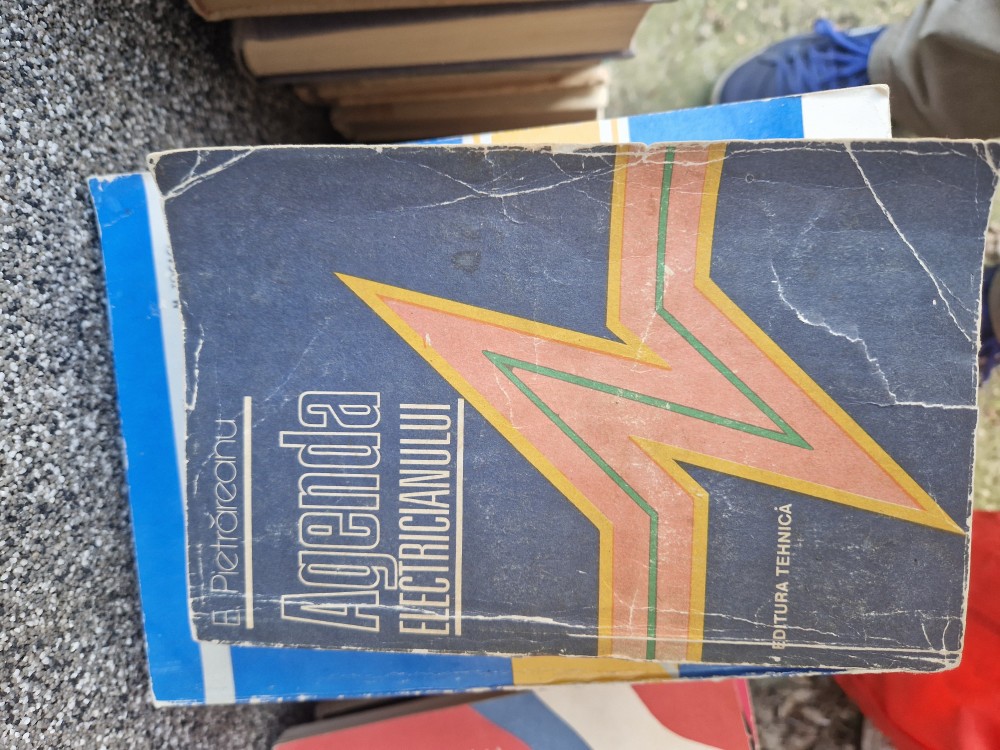 E. Pietrăreanu
Agenda
ELECTRICIANULUI
EDITURA TEHNICĂ